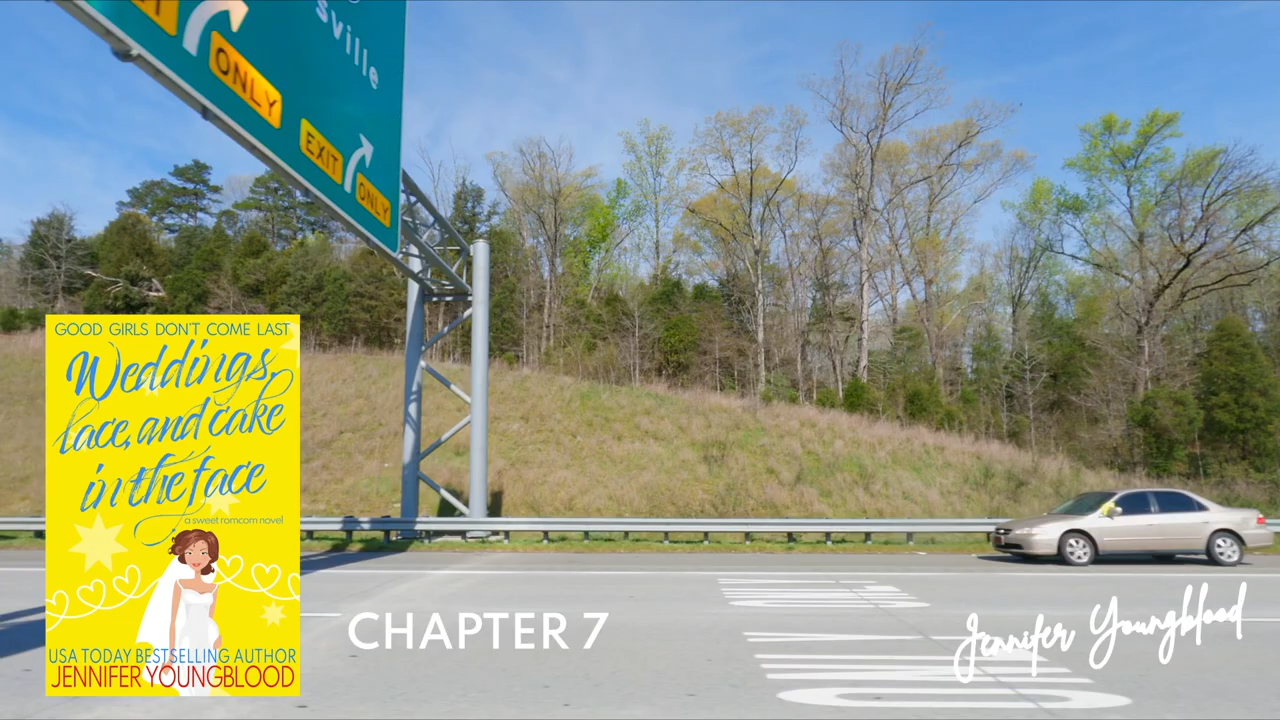 sville
ONLY
EXIT
ONLY
GOOD GIRLS DON'T COME LAST
Weddings,
lace, and cake
in the face
a sweet romcom novel
USA TODAY BESTSELLING AUTHOR
JENNIFER YOUNGBLOOD
CHAPTER 7
Jennifer Youngblood